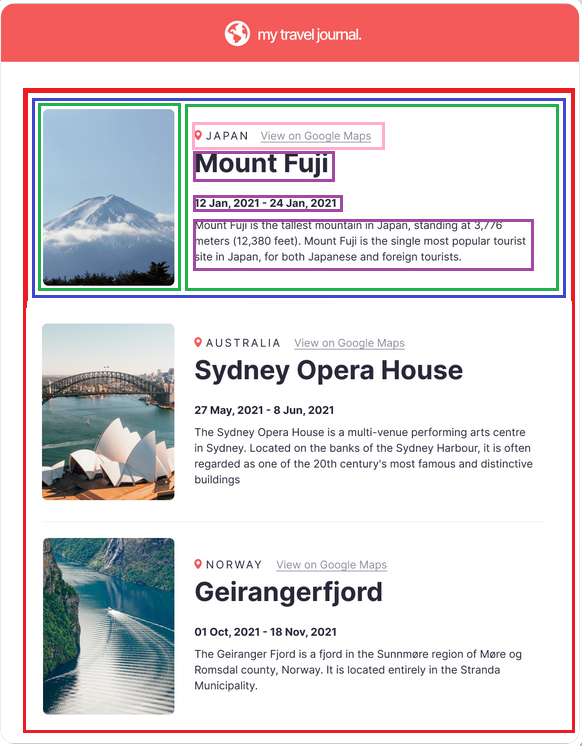 my travel journal.
JAPAN View on Google Maps
Mount Fuji
12 Jan, 2021 - 24 Jan, 2021
Mount Fuji is the tallest mountain in Japan, standing at 3,776
meters (12,380 feet). Mount Fuji is the single most popular tourist
site in Japan, for both Japanese and foreign tourists.
AUSTRALIA View on Google Maps
Sydney Opera House
27 May, 2021 - 8 Jun, 2021
The Sydney Opera House is a multi-venue performing arts centre
in Sydney. Located on the banks of the Sydney Harbour, it is often
regarded as one of the 20th century's most famous and distinctive
buildings
NORWAY View on Google Maps
Geirangerfjord
01 Oct, 2021 - 18 Nov, 2021
The Geiranger Fjord is a fjord in the Sunnmøre region of Møre og
Romsdal county, Norway. It is located entirely in the Stranda
Municipality.